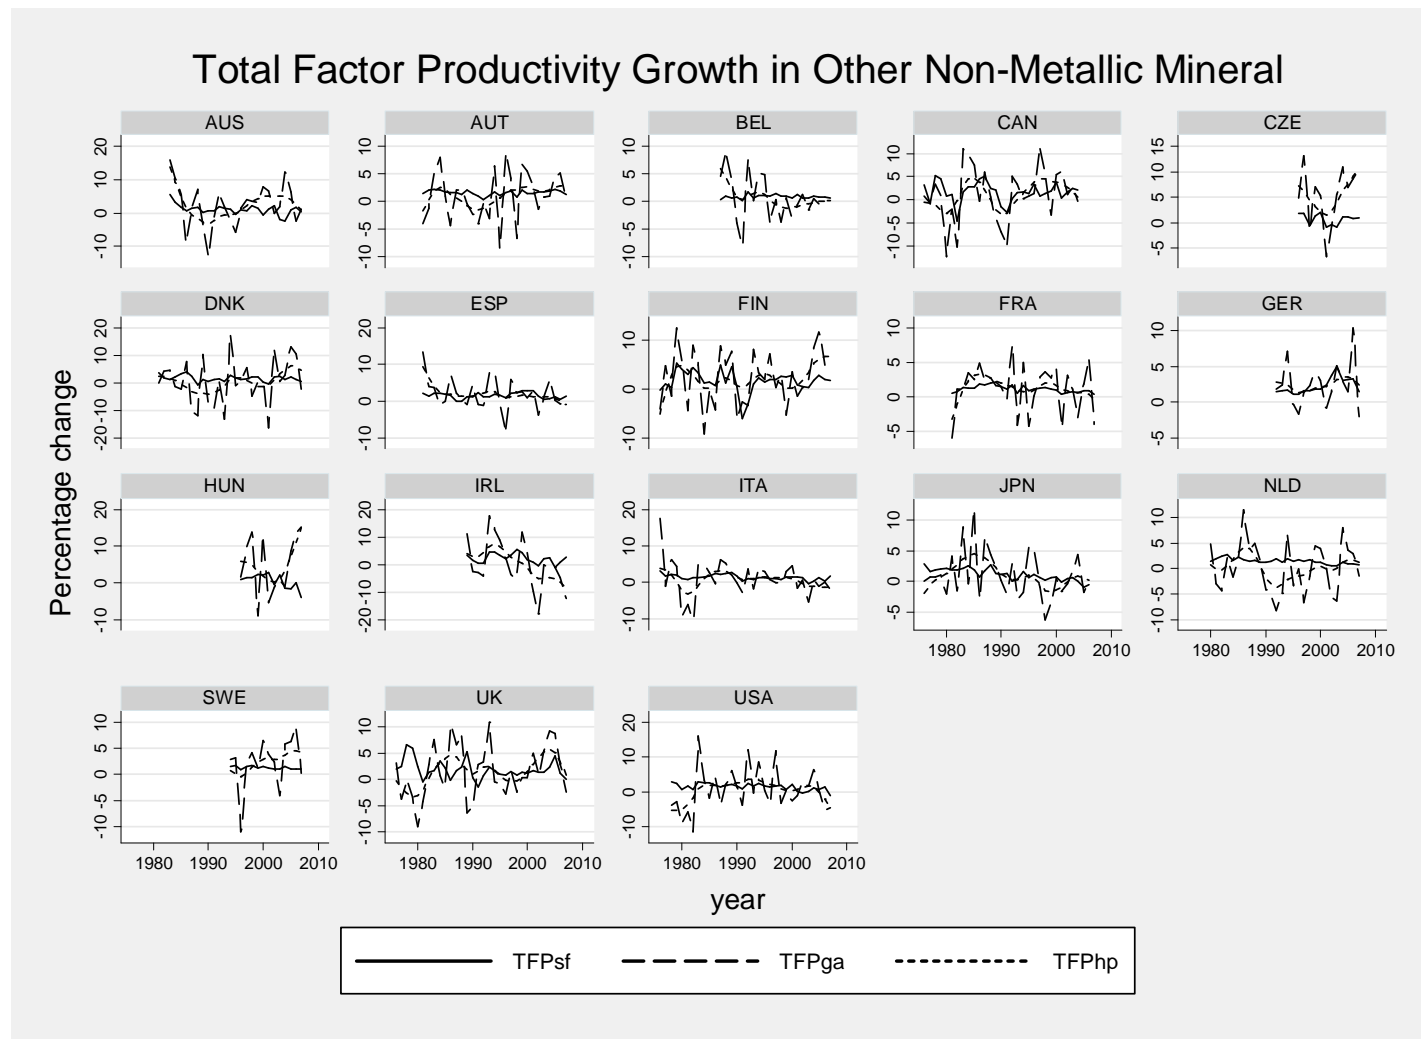 Total Factor Productivity Growth in Other Non-Metallic Mineral
Percentage change
AUS AUT BEL CAN CZE
20 10 10 10 15
10 5 5 5 10
0 0 0 0 5
-10 -5 -5 -5 0
-10 -10 -10 -5
DNK ESP FIN FRA GER
20 20 10 10 10
10 10 0 5 5
0 0 -10 0 0
-10 -10 -5 -5
-20
HUN IRL ITA JPN NLD
20 20 20 10 10
10 10 10 5 5
0 0 0 0 0
-10 -10 -10 -5 -5
-20 -10
1980 1990 2000 2010 1980 1990 2000 2010
SWE UK USA
10 10 20
5 5 10
0 0 0
-5 -5 -10
-10 -10
1980 1990 2000 2010 1980 1990 2000 2010 1980 1990 2000 2010
year
TFPsf TFPga TFPhp